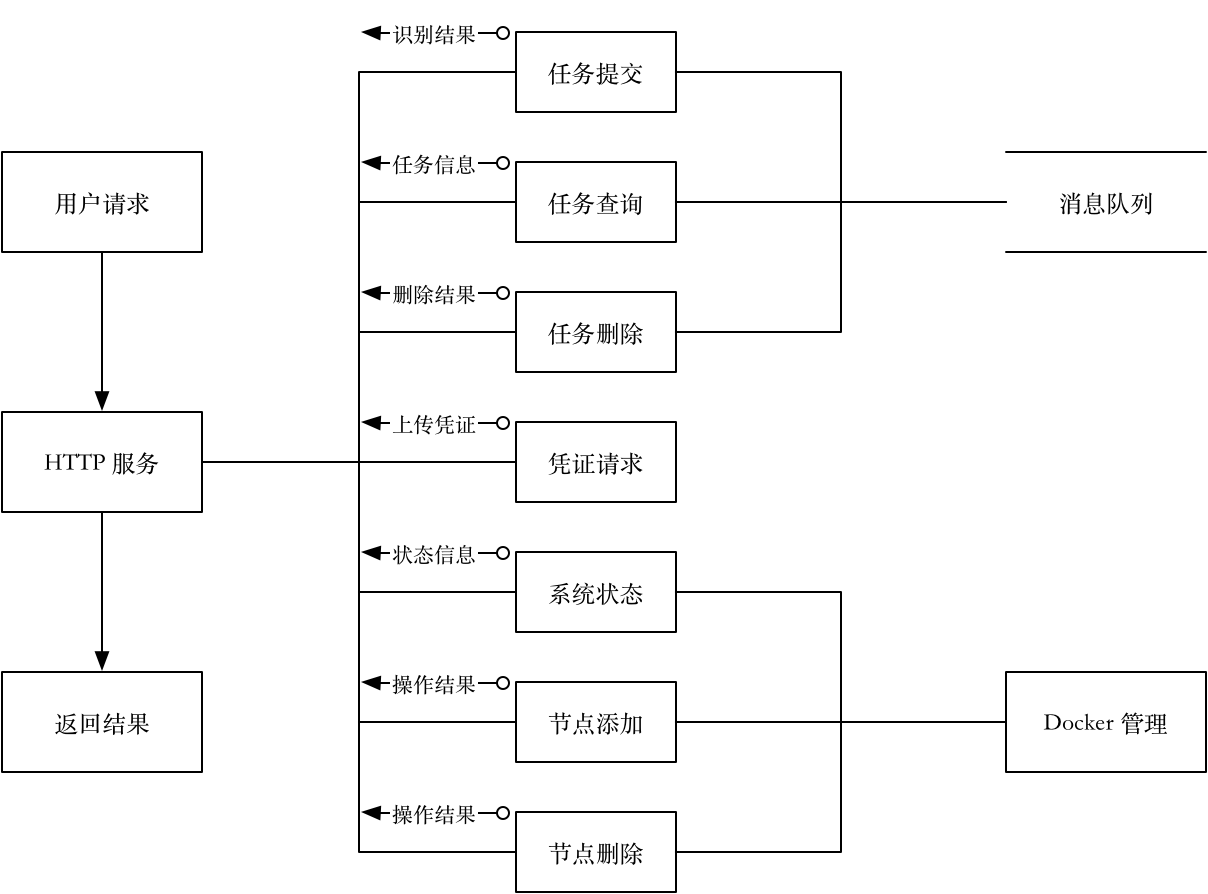 识别结果
任务提交
任务信息
用户请求
任务查询
消息队列
删除结果
任务删除
上传凭证
HTTP 服务
凭证请求
状态信息
系统状态
操作结果
返回结果
节点添加
Docker 管理
操作结果
节点删除